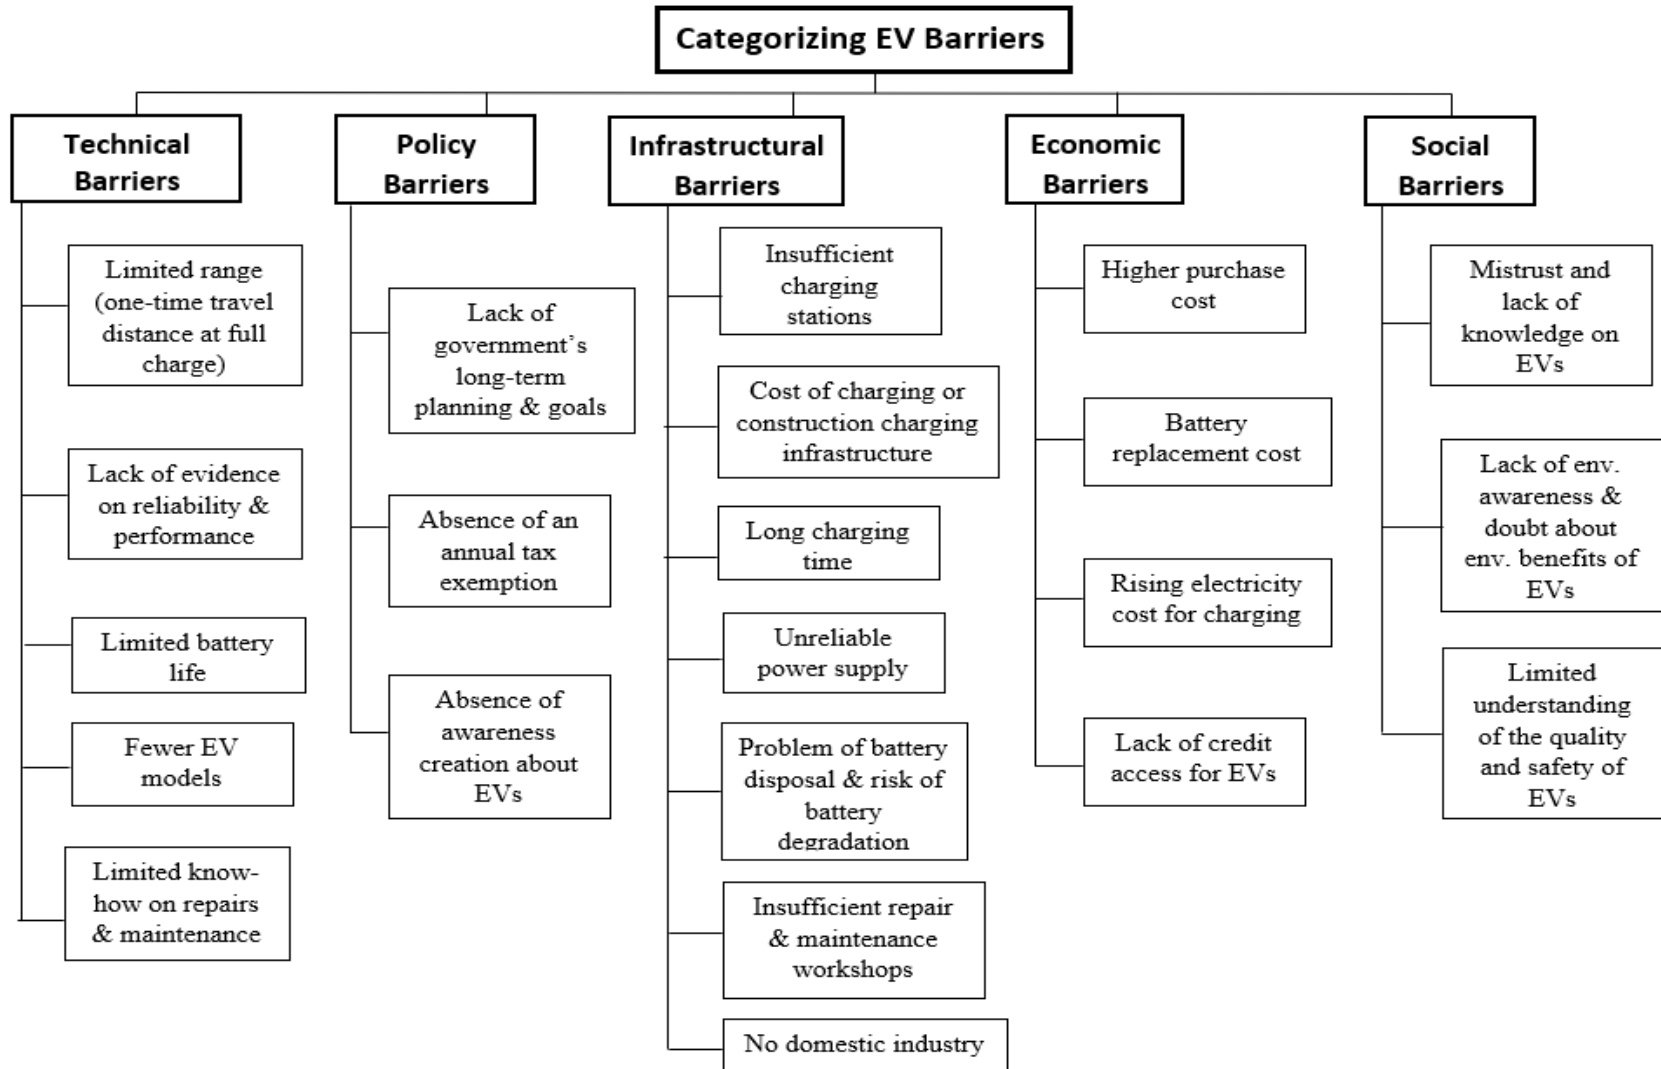 Categorizing EV Barriers
Technical
Barriers
Limited range
(one-time travel
distance at full
charge)
Lack of evidence
on reliability &
performance
Limited battery
life
Fewer EV
models
Limited know-
how on repairs
& maintenance
Policy
Barriers
Lack of
government's
long-term
planning & goals
Absence of an
annual tax
exemption
Absence of
awareness
creation about
EVs
Infrastructural
Barriers
Insufficient
charging
stations
Cost of charging or
construction charging
infrastructure
Long charging
time
Unreliable
power supply
Problem of battery
disposal & risk of
battery
degradation
Insufficient repair
& maintenance
workshops
No domestic industry
Economic
Barriers
Higher purchase
cost
Battery
replacement cost
Rising electricity
cost for charging
Lack of credit
access for EVs
Social
Barriers
Mistrust and
lack of
knowledge on
EVs
Lack of env.
awareness &
doubt about
env. benefits of
EVs
Limited
understanding
of the quality
and safety of
EVs